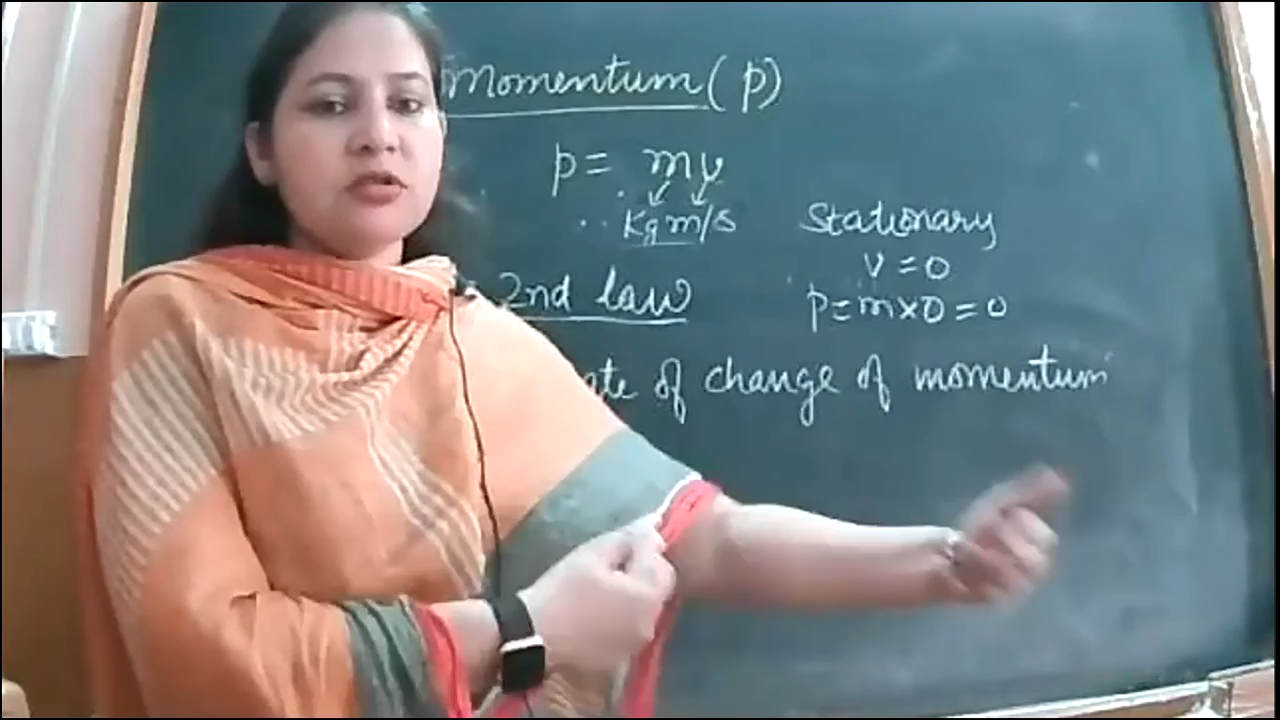 Momentum (p)
p = mv
Kg m/s
Stationary
v = 0
p = m x 0 = 0
2nd law
of change of momentum